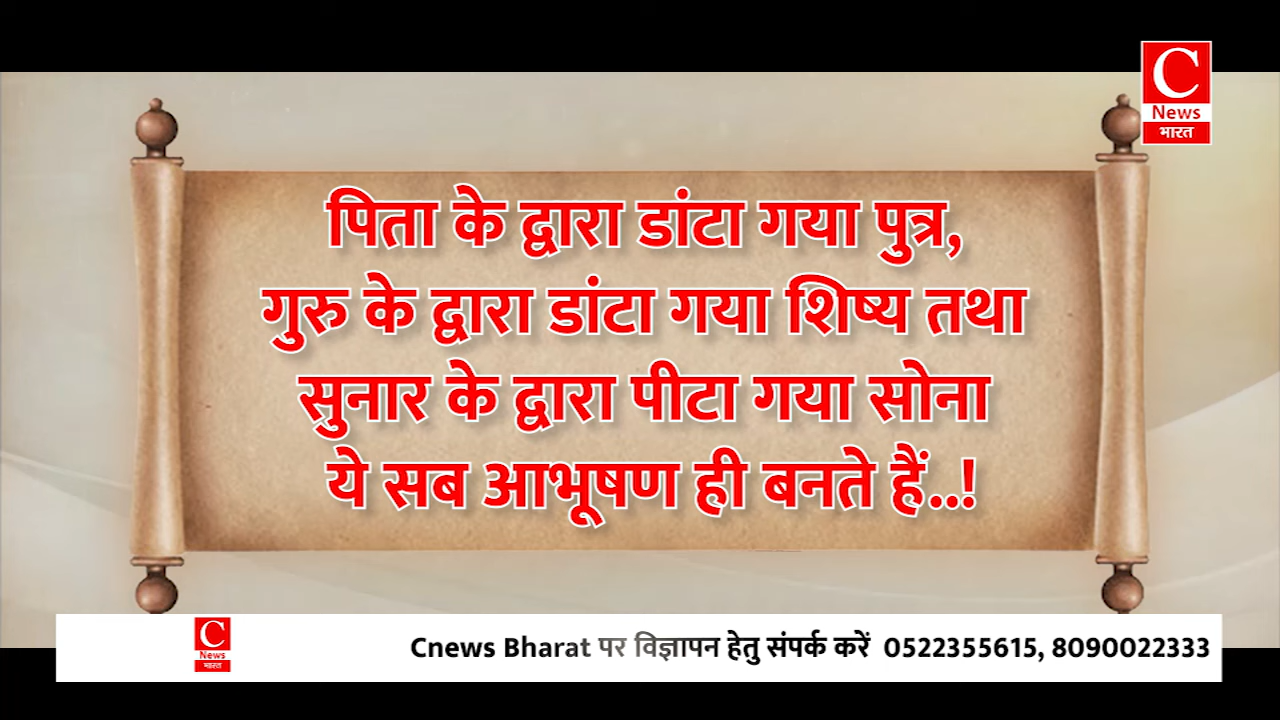 C
News
भारत
पिता के द्वारा डांटा गया पुत्र,
गुरु के द्वारा डांटा गया शिष्य तथा
सुनार के द्वारा पीटा गया सोना
ये सब आभूषण ही बनते हैं..!
C
News
भारत
Cnews Bharat पर विज्ञापन हेतु संपर्क करें 0522355615, 8090022333